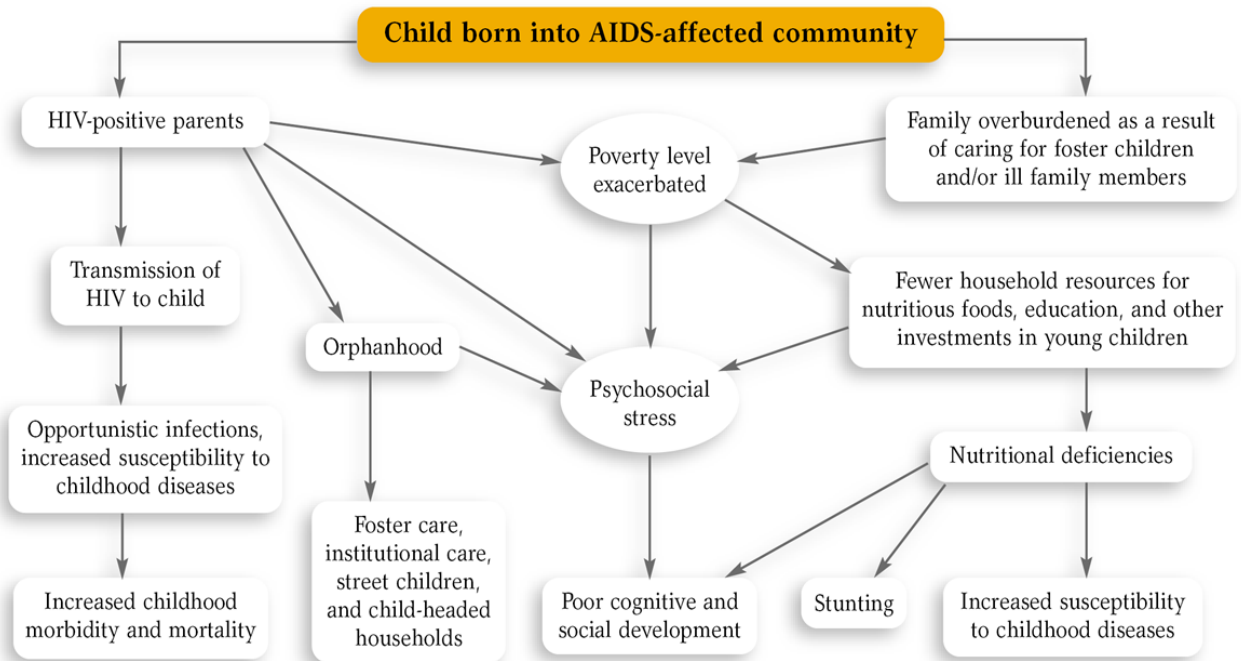 Child born into AIDS-affected community
HIV-positive parents
Poverty level
exacerbated
Family overburdened as a result
of caring for foster children
and/or ill family members
Transmission of
HIV to child
Orphanhood
Fewer household resources for
nutritious foods, education, and other
investments in young children
Psychosocial
stress
Opportunistic infections,
increased susceptibility to
childhood diseases
Nutritional deficiencies
Foster care,
institutional care,
street children,
and child-headed
households
Increased childhood
morbidity and mortality
Poor cognitive and
social development
Stunting
Increased susceptibility
to childhood diseases